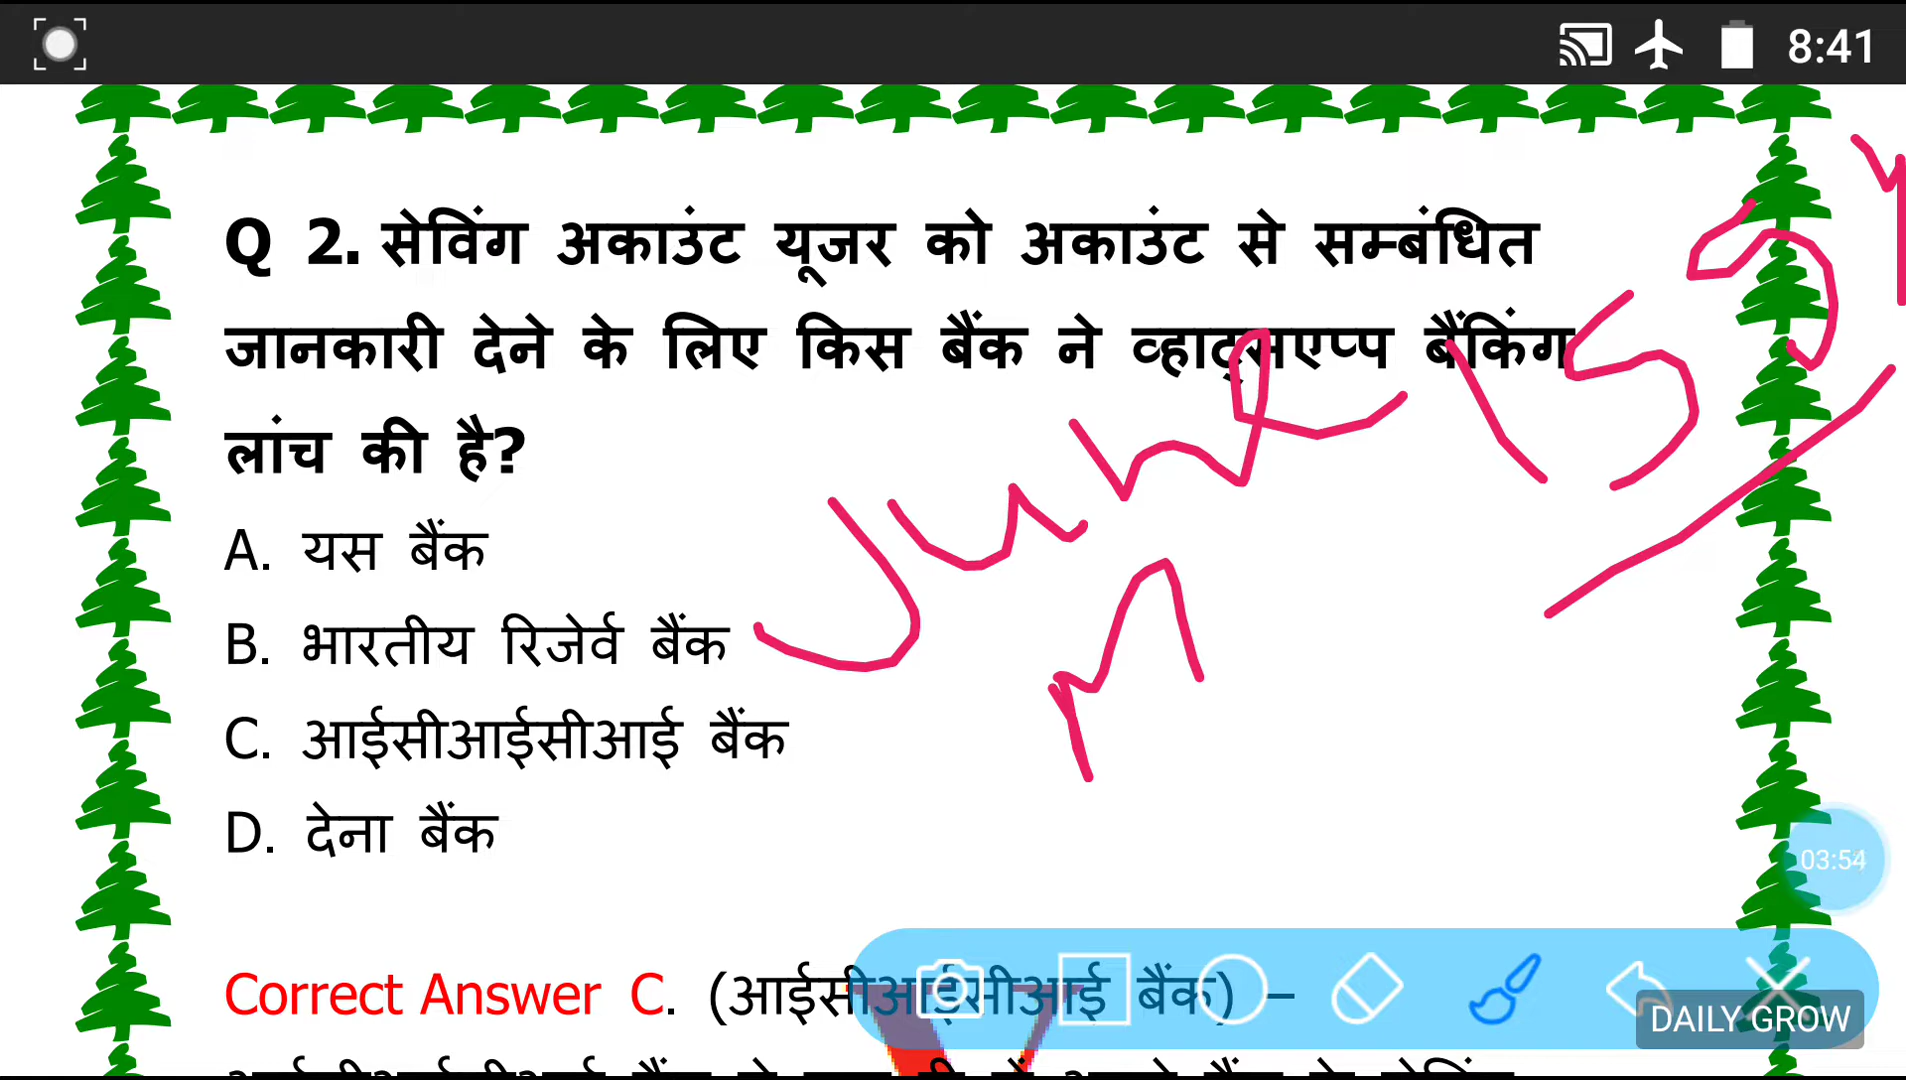 8:41
Q 2. सेविंग अकाउंट यूजर को अकाउंट से सम्बंधित
जानकारी देने के लिए किस बैंक ने व्हाट्सएप्प बैंकिंग
लांच की है?
A. यस बैंक
B. भारतीय रिजेर्व बैंक
C. आईसीआईसीआई बैंक
D. देना बैंक
June 15
03:54
Correct Answer C. (आईसीआईसीआई बैंक) –
DAILY GROW